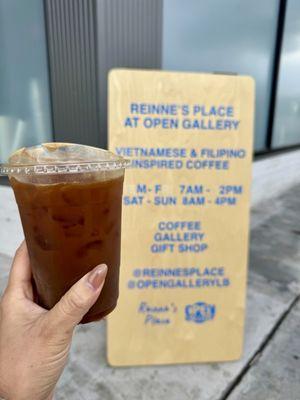 REINNE'S PLACE
AT OPEN GALLERY
VIETNAMESE & FILIPINO
INSPIRED COFFEE
M - F 7AM - 2PM
SAT - SUN 8AM - 4PM
COFFEE
GALLERY
GIFT SHOP
@REINNESPLACE
@OPENGALLERYLB
Reinne's
Place
OPEN